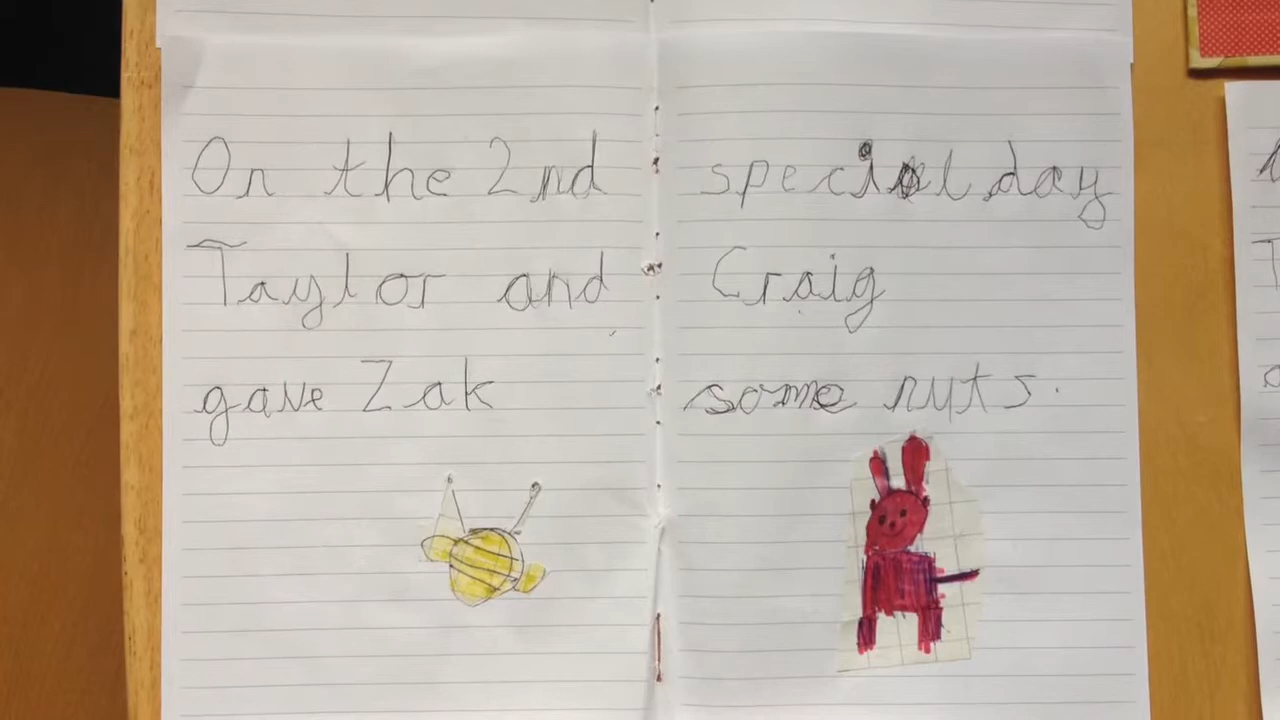 On the 2nd special day
Taylor and Craig
gave Zak some nuts.